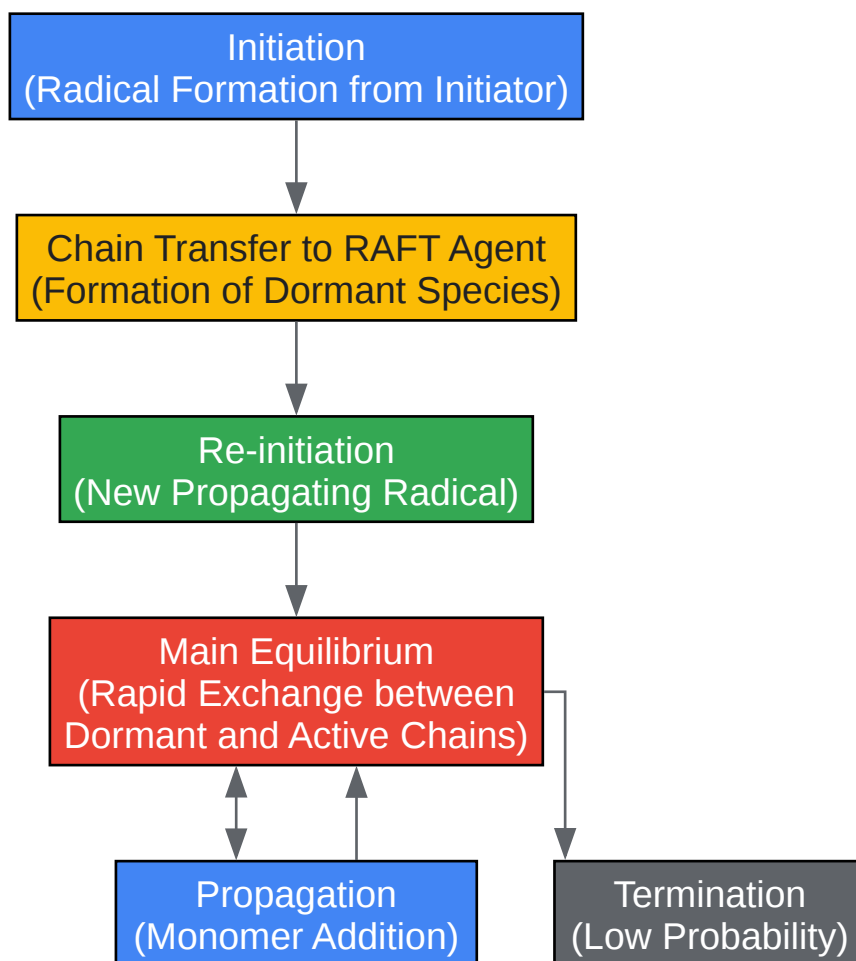 Initiation
(Radical Formation from Initiator)
Chain Transfer to RAFT Agent
(Formation of Dormant Species)
Re-initiation
(New Propagating Radical)
Main Equilibrium
(Rapid Exchange between
Dormant and Active Chains)
Propagation
(Monomer Addition)
Termination
(Low Probability)